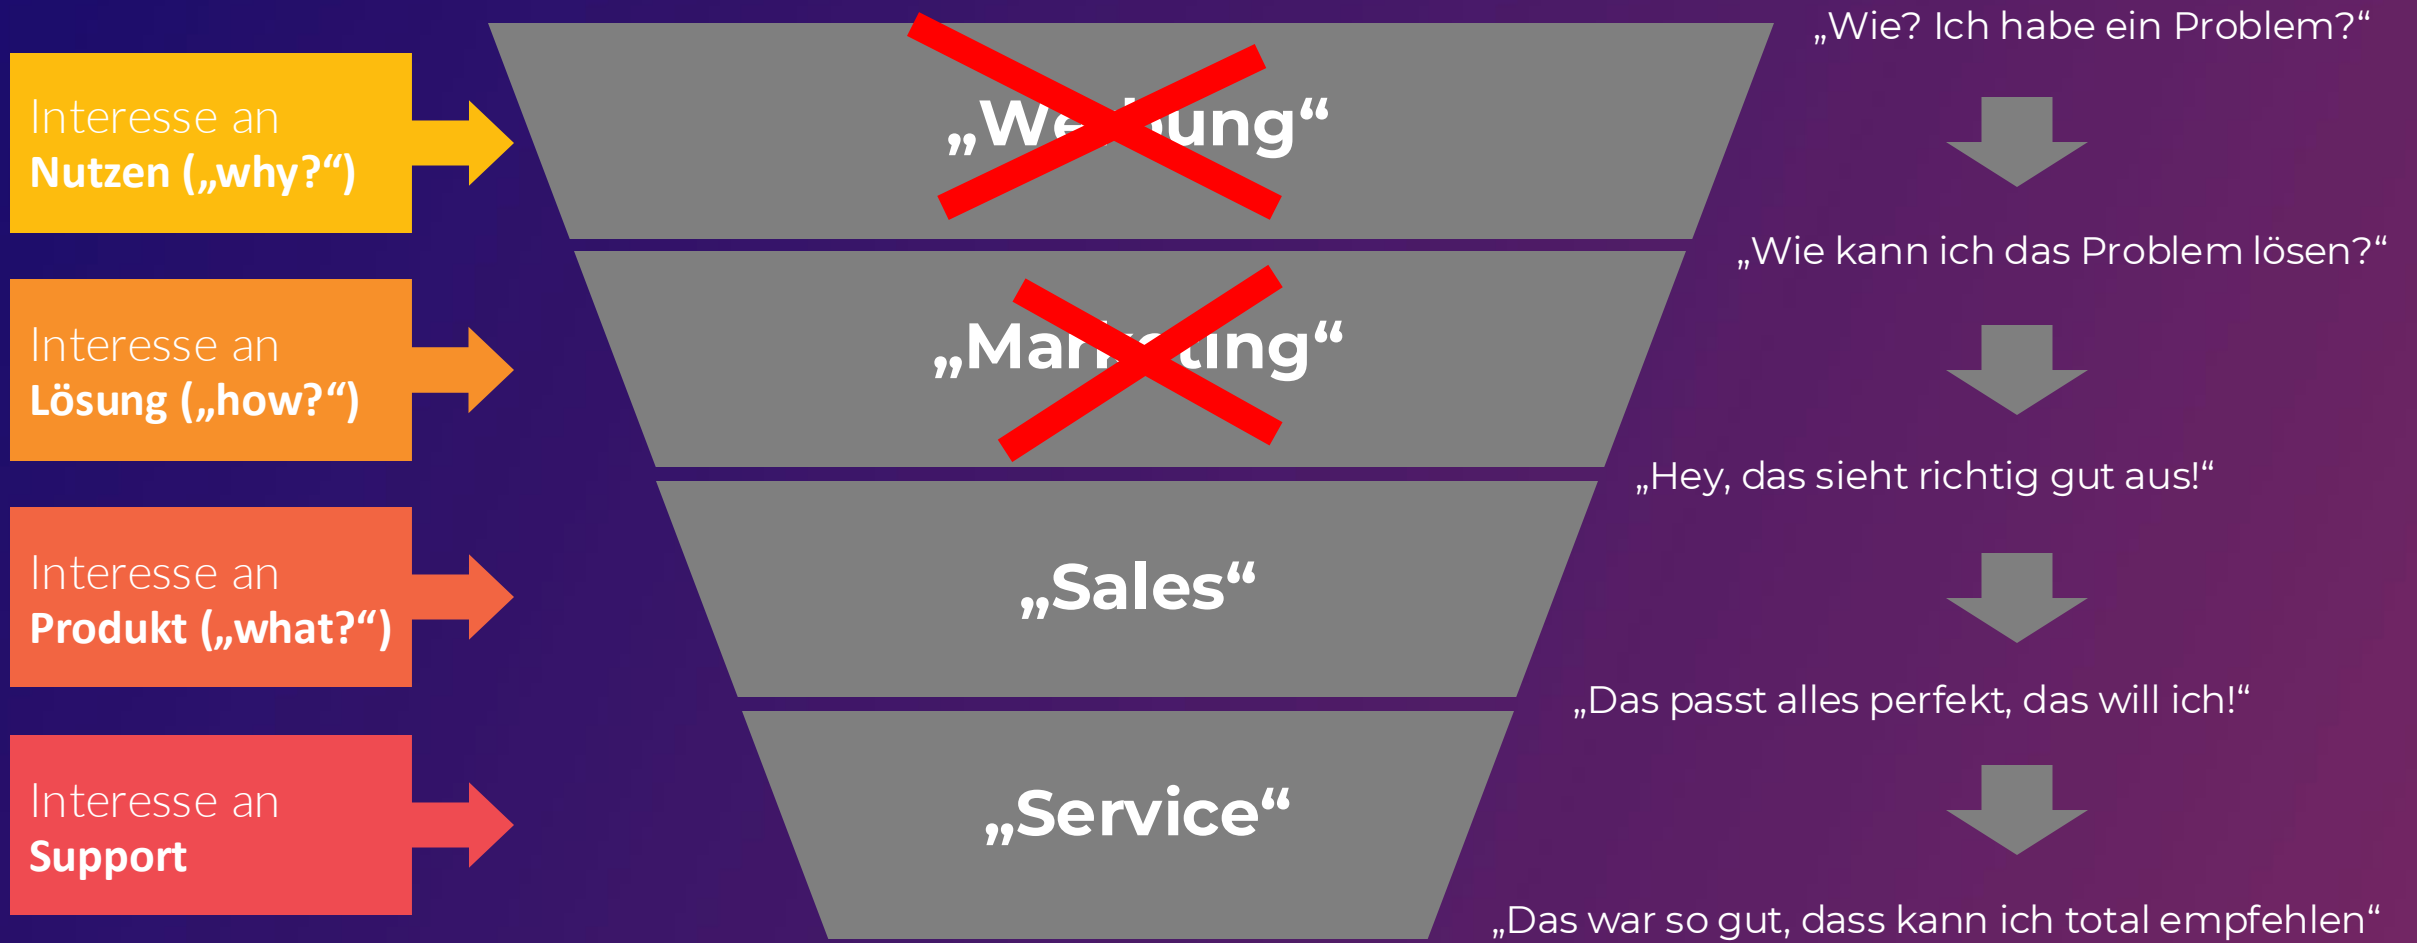 Interesse an
Nutzen („why?“)
„Werbung“
„Wie? Ich habe ein Problem?“
Interesse an
Lösung („how?“)
„Marketing“
„Wie kann ich das Problem lösen?“
Interesse an
Produkt („what?“)
„Sales“
„Hey, das sieht richtig gut aus!“
„Das passt alles perfekt, das will ich!“
Interesse an
Support
„Service“
„Das war so gut, dass kann ich total empfehlen“